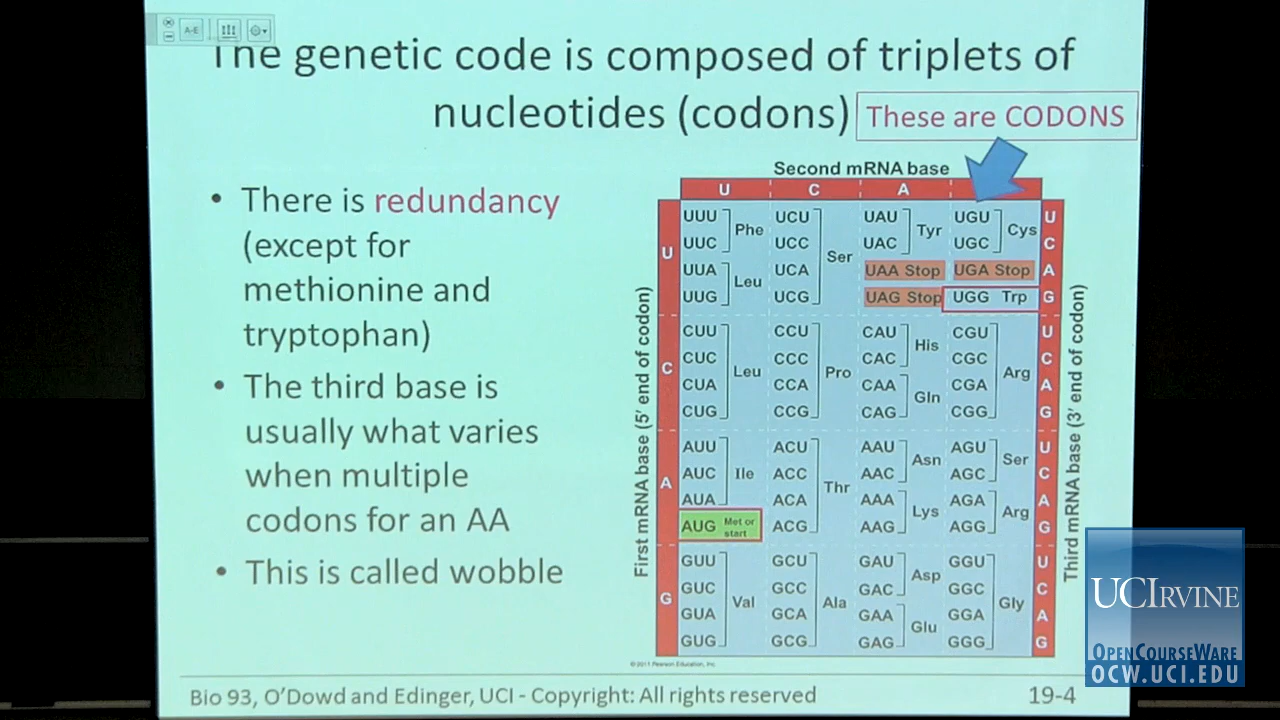 A-E
The genetic code is composed of triplets of
nucleotides (codons)
These are CODONS
• There is redundancy
(except for
methionine and
tryptophan)
• The third base is
usually what varies
when multiple
codons for an AA
• This is called wobble
Second mRNA base
U C A
First mRNA base (5′ end of codon)
Third mRNA base (3′ end of codon)
U
UUU
UUC
Phe
UUA
UUG
Leu
UCU
UCC
UCA
UCG
Ser
UAU
UAC
Tyr
UAA Stop
UAG Stop
UGU
UGC
Cys
UGA Stop
UGG Trp
U
C
A
G
C
CUU
CUC
CUA
CUG
Leu
CCU
CCC
CCA
CCG
Pro
CAU
CAC
His
CAA
CAG
Gln
CGU
CGC
CGA
CGG
Arg
U
C
A
G
A
AUU
AUC
AUA
Ile
AUG Met or
start
ACU
ACC
ACA
ACG
Thr
AAU
AAC
Asn
AAA
AAG
Lys
AGU
AGC
Ser
AGA
AGG
Arg
U
C
A
G
G
GUU
GUC
GUA
GUG
Val
GCU
GCC
GCA
GCG
Ala
GAU
GAC
Asp
GAA
GAG
Glu
GGU
GGC
GGA
GGG
Gly
U
C
A
G
©2011 Pearson Education, Inc.
Bio 93, O'Dowd and Edinger, UCI - Copyright: All rights reserved
19-4
UCIRVINE
OPENCOURSEWARE
OCW.UCI.EDU